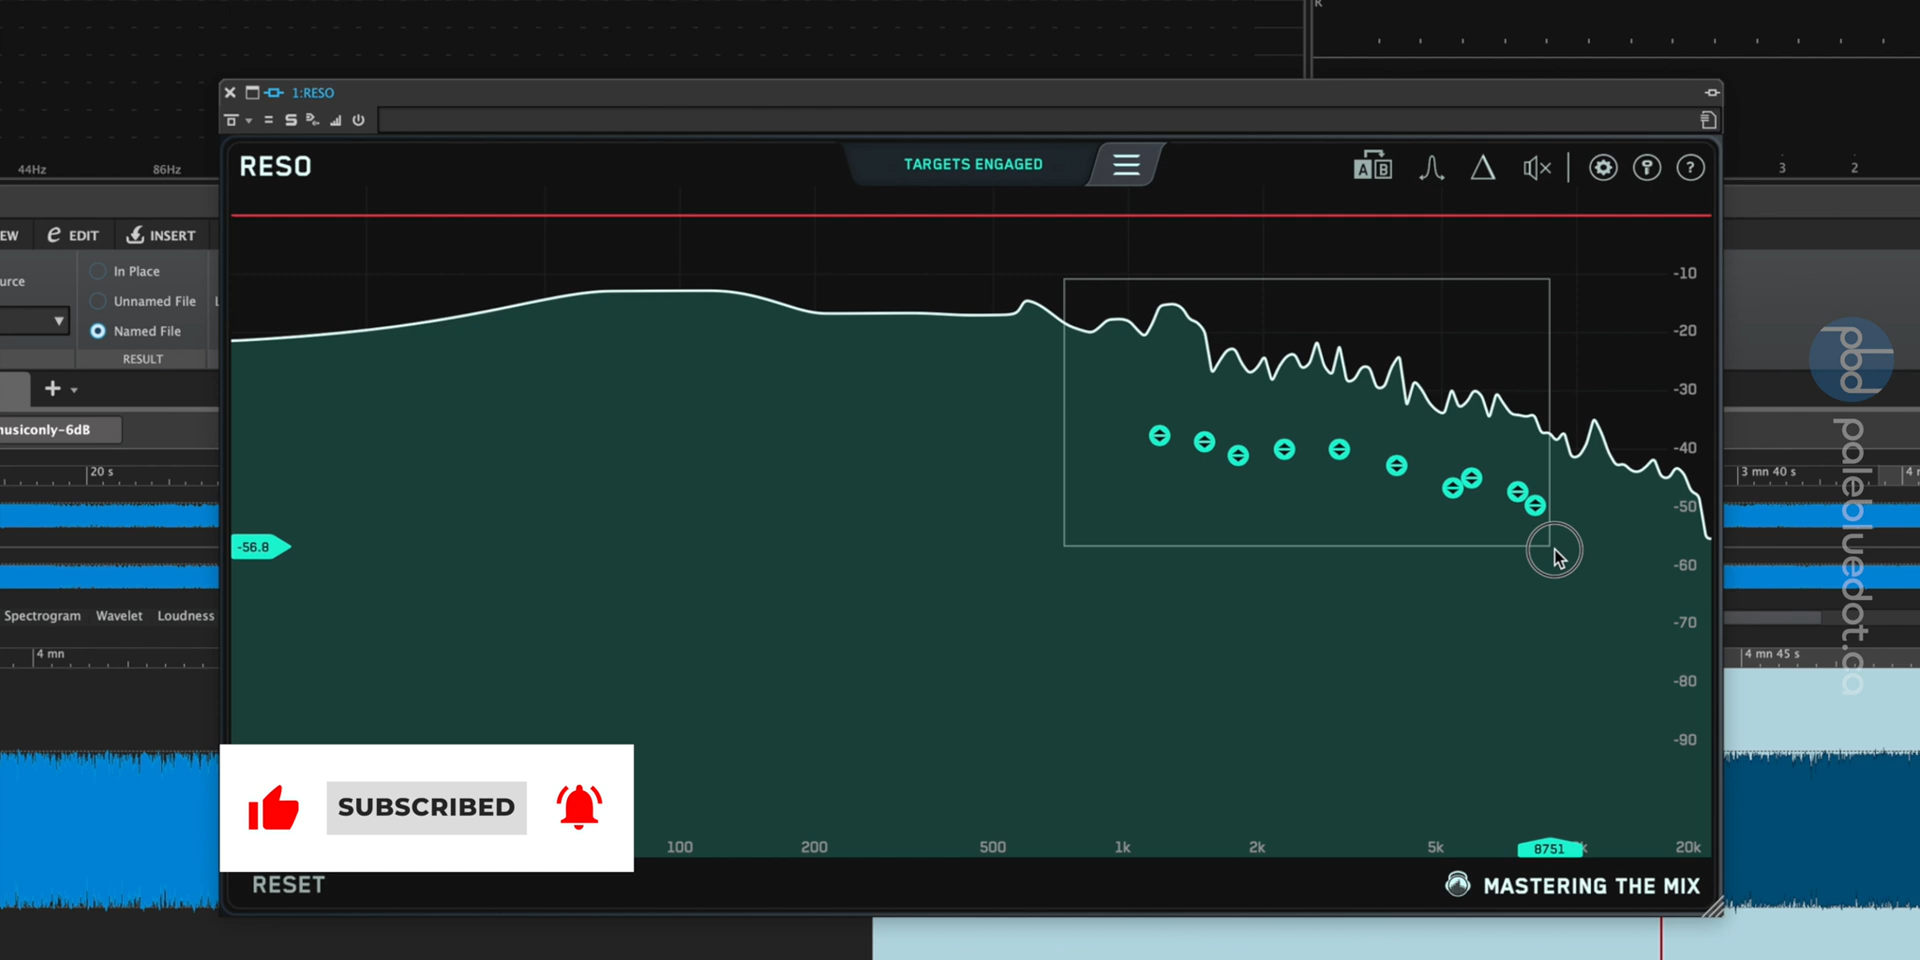 R
44Hz
86Hz
3
2
1:RESO
RESO
TARGETS ENGAGED
A B
EW
EDIT
INSERT
urce
In Place
Unnamed File
L
Named File
RESULT
usiconly-6dB
20 s
3 mn 40 s
4
Spectrogram Wavelet Loudness
4 mn
4 mn 45 s
-10
-20
-30
-40
-50
-60
-70
-80
-90
-56.8
pbd
palebluedot.ca
SUBSCRIBED
100 200 500 1k 2k 5k 8751 k 20k
RESET
MASTERING THE MIX